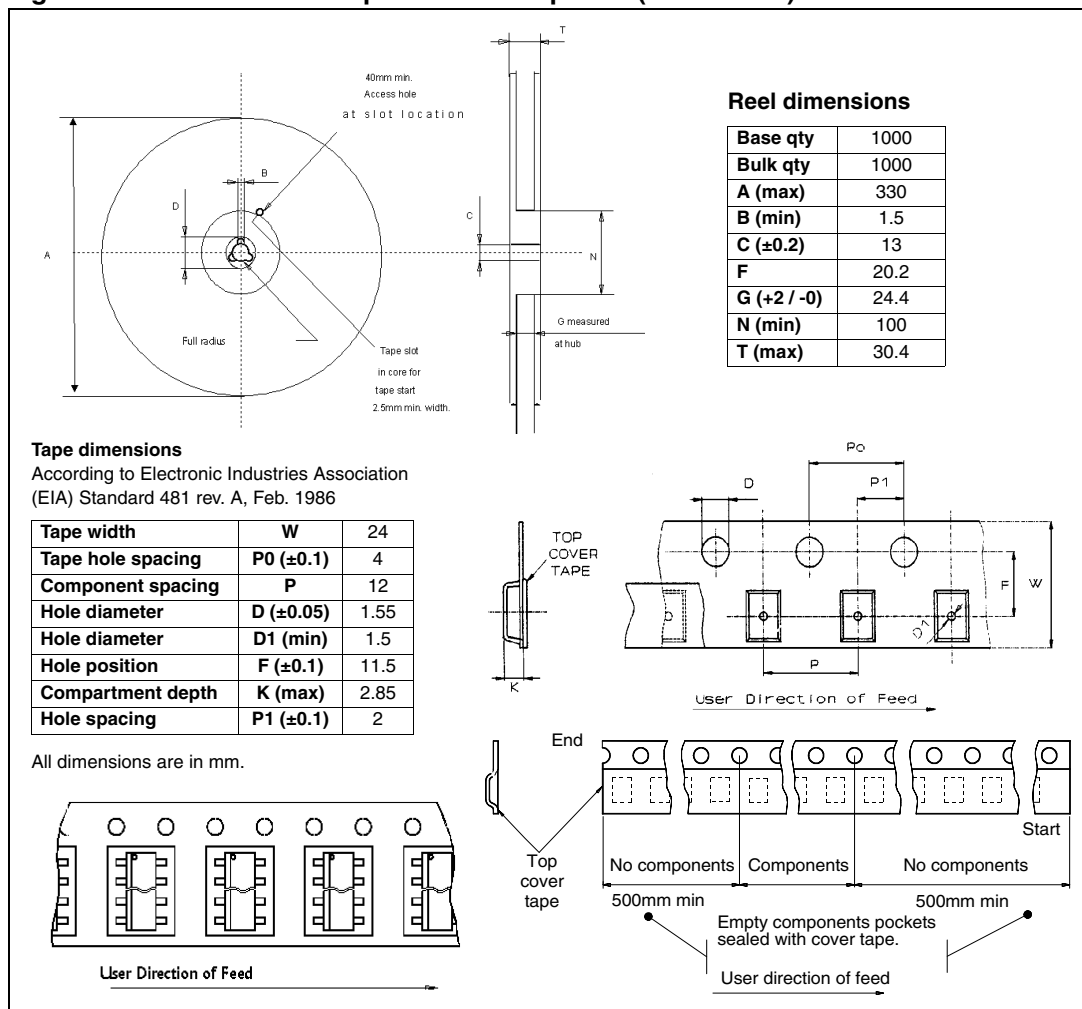 T
40mm min.
Access hole
at slot location
B
D
C
A
N
Full radius
Tape slot
in core for
tape start
2.5mm min. width.
G measured
at hub
Reel dimensions
Base qty 1000
Bulk qty 1000
A (max) 330
B (min) 1.5
C (±0.2) 13
F 20.2
G (+2 / -0) 24.4
N (min) 100
T (max) 30.4
Tape dimensions
According to Electronic Industries Association
(EIA) Standard 481 rev. A, Feb. 1986
Tape width W 24
Tape hole spacing P0 (±0.1) 4
Component spacing P 12
Hole diameter D (±0.05) 1.55
Hole diameter D1 (min) 1.5
Hole position F (±0.1) 11.5
Compartment depth K (max) 2.85
Hole spacing P1 (±0.1) 2
All dimensions are in mm.
Po
D
P1
TOP
COVER
TAPE
F
W
D1
P
K
User Direction of Feed
End
Start
Top
cover
tape
No components
Components
No components
500mm min
500mm min
Empty components pockets
sealed with cover tape.
User direction of feed
User Direction of Feed